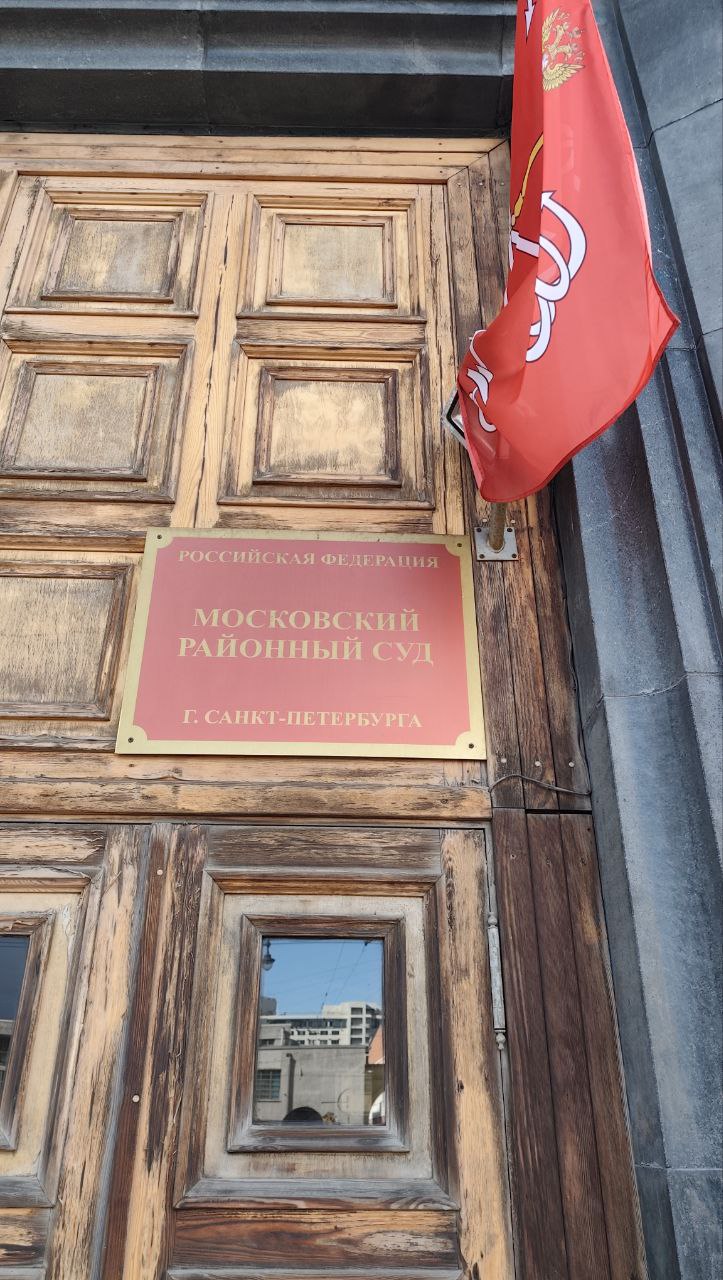 РОССИЙСКАЯ ФЕДЕРАЦИЯ
МОСКОВСКИЙ
РАЙОННЫЙ СУД
Г. САНКТ-ПЕТЕРБУРГА